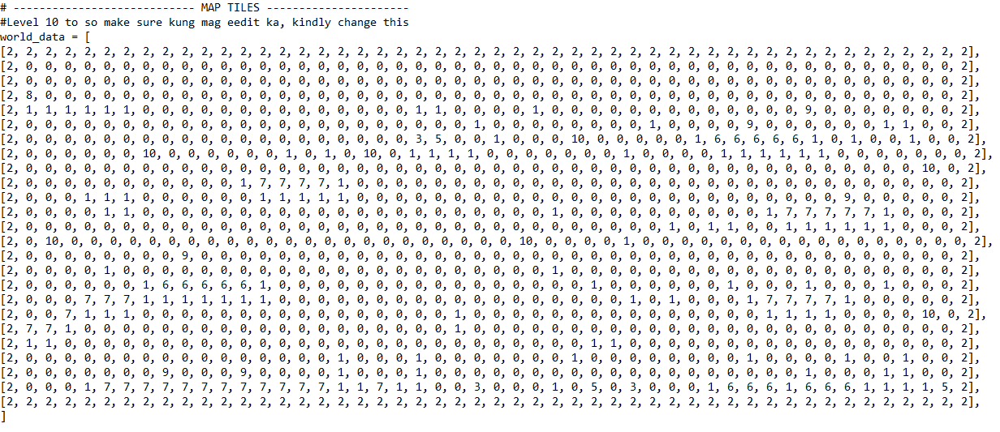 # ---------------------------- MAP TILES ----------------------
#Level 10 to so make sure kung mag eedit ka, kindly change this
world_data = [
[2, 2, 2, 2, 2, 2, 2, 2, 2, 2, 2, 2, 2, 2, 2, 2, 2, 2, 2, 2, 2, 2, 2, 2, 2, 2, 2, 2, 2, 2, 2, 2, 2, 2, 2, 2, 2, 2, 2, 2, 2, 2, 2, 2, 2, 2, 2, 2, 2, 2],
[2, 0, 0, 0, 0, 0, 0, 0, 0, 0, 0, 0, 0, 0, 0, 0, 0, 0, 0, 0, 0, 0, 0, 0, 0, 0, 0, 0, 0, 0, 0, 0, 0, 0, 0, 0, 0, 0, 0, 0, 0, 0, 0, 0, 0, 0, 0, 0, 0, 2],
[2, 0, 0, 0, 0, 0, 0, 0, 0, 0, 0, 0, 0, 0, 0, 0, 0, 0, 0, 0, 0, 0, 0, 0, 0, 0, 0, 0, 0, 0, 0, 0, 0, 0, 0, 0, 0, 0, 0, 0, 0, 0, 0, 0, 0, 0, 0, 0, 0, 2],
[2, 8, 0, 0, 0, 0, 0, 0, 0, 0, 0, 0, 0, 0, 0, 0, 0, 0, 0, 0, 0, 0, 0, 0, 0, 0, 0, 0, 0, 0, 0, 0, 0, 0, 0, 0, 0, 0, 0, 0, 0, 0, 0, 0, 0, 0, 0, 0, 0, 2],
[2, 1, 1, 1, 1, 1, 1, 0, 0, 0, 0, 0, 0, 0, 0, 0, 0, 0, 0, 0, 0, 1, 1, 0, 0, 0, 0, 1, 0, 0, 0, 0, 0, 0, 0, 0, 0, 0, 0, 0, 0, 9, 0, 0, 0, 0, 0, 0, 0, 2],
[2, 0, 0, 0, 0, 0, 0, 0, 0, 0, 0, 0, 0, 0, 0, 0, 0, 0, 0, 0, 0, 0, 0, 0, 1, 0, 0, 0, 0, 0, 0, 0, 0, 1, 0, 0, 0, 0, 9, 0, 0, 0, 0, 0, 0, 1, 1, 0, 0, 2],
[2, 0, 0, 0, 0, 0, 0, 0, 0, 0, 0, 0, 0, 0, 0, 0, 0, 0, 0, 0, 0, 3, 5, 0, 0, 1, 0, 0, 0, 10, 0, 0, 0, 0, 0, 1, 6, 6, 6, 6, 6, 1, 0, 1, 0, 0, 1, 0, 0, 2],
[2, 0, 0, 0, 0, 0, 0, 10, 0, 0, 0, 0, 0, 0, 1, 0, 1, 0, 10, 0, 1, 1, 1, 1, 0, 0, 0, 0, 0, 0, 0, 1, 0, 0, 0, 0, 1, 1, 1, 1, 1, 1, 0, 0, 0, 0, 0, 0, 0, 2],
[2, 0, 0, 0, 0, 0, 0, 0, 0, 0, 0, 0, 0, 0, 0, 0, 0, 0, 0, 0, 0, 0, 0, 0, 0, 0, 0, 0, 0, 0, 0, 0, 0, 0, 0, 0, 0, 0, 0, 0, 0, 0, 0, 0, 0, 0, 0, 10, 0, 2],
[2, 0, 0, 0, 0, 0, 0, 0, 0, 0, 0, 0, 1, 7, 7, 7, 7, 1, 0, 0, 0, 0, 0, 0, 0, 0, 0, 0, 0, 0, 0, 0, 0, 0, 0, 0, 0, 0, 0, 0, 0, 0, 0, 0, 0, 0, 0, 0, 0, 2],
[2, 0, 0, 0, 1, 1, 1, 0, 0, 0, 0, 0, 0, 1, 1, 1, 1, 1, 0, 0, 0, 0, 0, 0, 0, 0, 0, 0, 0, 0, 0, 0, 0, 0, 0, 0, 0, 0, 0, 0, 0, 0, 0, 9, 0, 0, 0, 0, 0, 2],
[2, 0, 0, 0, 0, 1, 1, 0, 0, 0, 0, 0, 0, 0, 0, 0, 0, 0, 0, 0, 0, 0, 0, 0, 0, 0, 0, 0, 1, 0, 0, 0, 0, 0, 0, 0, 0, 0, 0, 1, 7, 7, 7, 7, 7, 1, 0, 0, 0, 2],
[2, 0, 0, 0, 0, 0, 0, 0, 0, 0, 0, 0, 0, 0, 0, 0, 0, 0, 0, 0, 0, 0, 0, 0, 0, 0, 0, 0, 0, 0, 0, 0, 0, 0, 1, 0, 1, 1, 0, 0, 1, 1, 1, 1, 1, 1, 0, 0, 0, 2],
[2, 0, 10, 0, 0, 0, 0, 0, 0, 0, 0, 0, 0, 0, 0, 0, 0, 0, 0, 0, 0, 0, 0, 0, 0, 0, 10, 0, 0, 0, 0, 1, 0, 0, 0, 0, 0, 0, 0, 0, 0, 0, 0, 0, 0, 0, 0, 0, 0, 2],
[2, 0, 0, 0, 0, 0, 0, 0, 0, 9, 0, 0, 0, 0, 0, 0, 0, 0, 0, 0, 0, 0, 0, 0, 0, 0, 0, 0, 0, 0, 0, 0, 0, 0, 0, 0, 0, 0, 0, 0, 0, 0, 0, 0, 0, 0, 0, 0, 0, 2],
[2, 0, 0, 0, 0, 1, 0, 0, 0, 0, 0, 0, 0, 0, 0, 0, 0, 0, 0, 0, 0, 0, 0, 0, 0, 0, 0, 0, 1, 0, 0, 0, 0, 0, 0, 0, 0, 0, 0, 0, 0, 0, 0, 0, 0, 0, 0, 0, 0, 2],
[2, 0, 0, 0, 0, 0, 0, 1, 6, 6, 6, 6, 6, 1, 0, 0, 0, 0, 0, 0, 0, 0, 0, 0, 0, 0, 0, 0, 0, 0, 1, 0, 0, 0, 0, 0, 0, 1, 0, 0, 0, 1, 0, 0, 0, 1, 0, 0, 0, 2],
[2, 0, 0, 0, 7, 7, 7, 1, 1, 1, 1, 1, 1, 1, 0, 0, 0, 0, 0, 0, 0, 0, 0, 0, 0, 0, 0, 0, 0, 0, 0, 0, 1, 0, 1, 0, 0, 0, 1, 7, 7, 7, 7, 1, 0, 0, 0, 0, 0, 2],
[2, 0, 0, 7, 1, 1, 1, 0, 0, 0, 0, 0, 0, 0, 0, 0, 0, 0, 0, 0, 0, 0, 0, 1, 0, 0, 0, 0, 0, 0, 0, 0, 0, 0, 0, 0, 0, 0, 0, 1, 1, 1, 1, 0, 0, 0, 0, 10, 0, 2],
[2, 7, 7, 1, 0, 0, 0, 0, 0, 0, 0, 0, 0, 0, 0, 0, 0, 0, 0, 0, 0, 0, 0, 1, 0, 0, 0, 0, 0, 0, 0, 0, 0, 0, 0, 0, 0, 0, 0, 0, 0, 0, 0, 0, 0, 0, 0, 0, 0, 2],
[2, 1, 1, 0, 0, 0, 0, 0, 0, 0, 0, 0, 0, 0, 0, 0, 0, 0, 0, 0, 0, 0, 0, 0, 0, 0, 0, 0, 0, 0, 1, 1, 0, 0, 0, 0, 0, 0, 0, 0, 0, 0, 0, 0, 0, 0, 0, 0, 0, 2],
[2, 0, 0, 0, 0, 0, 0, 0, 0, 0, 0, 0, 0, 0, 0, 0, 0, 1, 0, 0, 0, 1, 0, 0, 0, 0, 0, 0, 0, 1, 0, 0, 0, 0, 0, 0, 0, 0, 1, 0, 0, 0, 0, 1, 0, 0, 1, 0, 0, 2],
[2, 0, 0, 0, 0, 0, 0, 0, 9, 0, 0, 0, 9, 0, 0, 0, 0, 1, 0, 0, 0, 1, 0, 0, 0, 0, 0, 0, 0, 0, 0, 0, 0, 0, 0, 0, 0, 0, 0, 0, 0, 1, 0, 0, 0, 1, 1, 0, 0, 2],
[2, 0, 0, 0, 1, 7, 7, 7, 7, 7, 7, 7, 7, 7, 7, 7, 7, 1, 1, 7, 1, 1, 0, 0, 3, 0, 0, 0, 1, 0, 5, 0, 3, 0, 0, 0, 1, 6, 6, 6, 1, 6, 6, 6, 1, 1, 1, 1, 5, 2],
[2, 2, 2, 2, 2, 2, 2, 2, 2, 2, 2, 2, 2, 2, 2, 2, 2, 2, 2, 2, 2, 2, 2, 2, 2, 2, 2, 2, 2, 2, 2, 2, 2, 2, 2, 2, 2, 2, 2, 2, 2, 2, 2, 2, 2, 2, 2, 2, 2, 2],
]